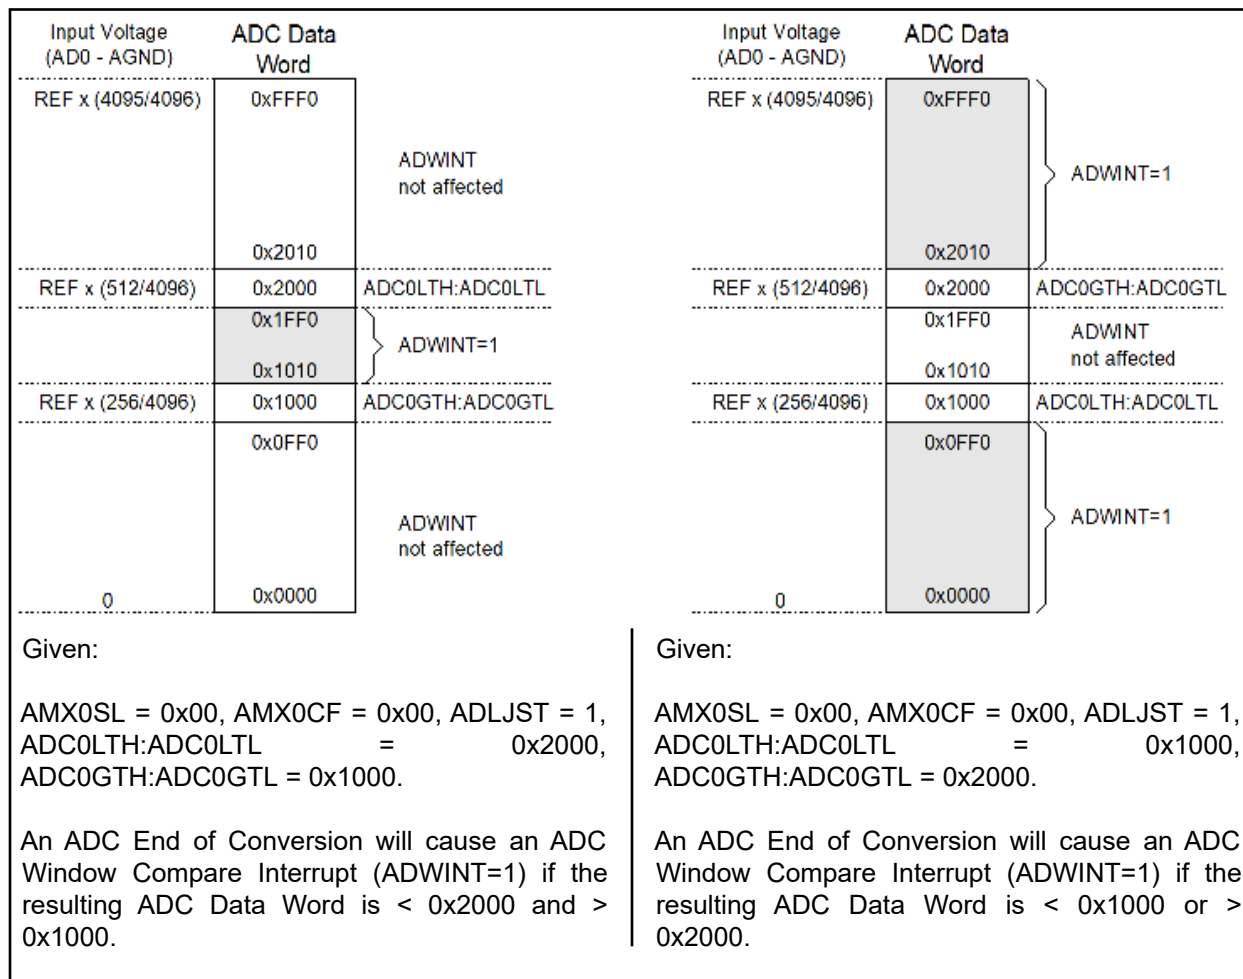 Input Voltage
(AD0 - AGND)
ADC Data
Word
REF x (4095/4096)
0xFFF0
ADWINT
not affected
0x2010
REF x (512/4096)
0x2000
ADC0LTH:ADC0LTL
0x1FF0
ADWINT=1
0x1010
REF x (256/4096)
0x1000
ADC0GTH:ADC0GTL
0x0FF0
ADWINT
not affected
0
0x0000
Given:
AMX0SL = 0x00, AMX0CF = 0x00, ADLJST = 1,
ADC0LTH:ADC0LTL = 0x2000,
ADC0GTH:ADC0GTL = 0x1000.
An ADC End of Conversion will cause an ADC
Window Compare Interrupt (ADWINT=1) if the
resulting ADC Data Word is < 0x2000 and >
0x1000.
Input Voltage
(AD0 - AGND)
ADC Data
Word
REF x (4095/4096)
0xFFF0
ADWINT=1
0x2010
REF x (512/4096)
0x2000
ADC0GTH:ADC0GTL
0x1FF0
ADWINT
not affected
0x1010
REF x (256/4096)
0x1000
ADC0LTH:ADC0LTL
0x0FF0
ADWINT=1
0
0x0000
Given:
AMX0SL = 0x00, AMX0CF = 0x00, ADLJST = 1,
ADC0LTH:ADC0LTL = 0x1000,
ADC0GTH:ADC0GTL = 0x2000.
An ADC End of Conversion will cause an ADC
Window Compare Interrupt (ADWINT=1) if the
resulting ADC Data Word is < 0x1000 or >
0x2000.